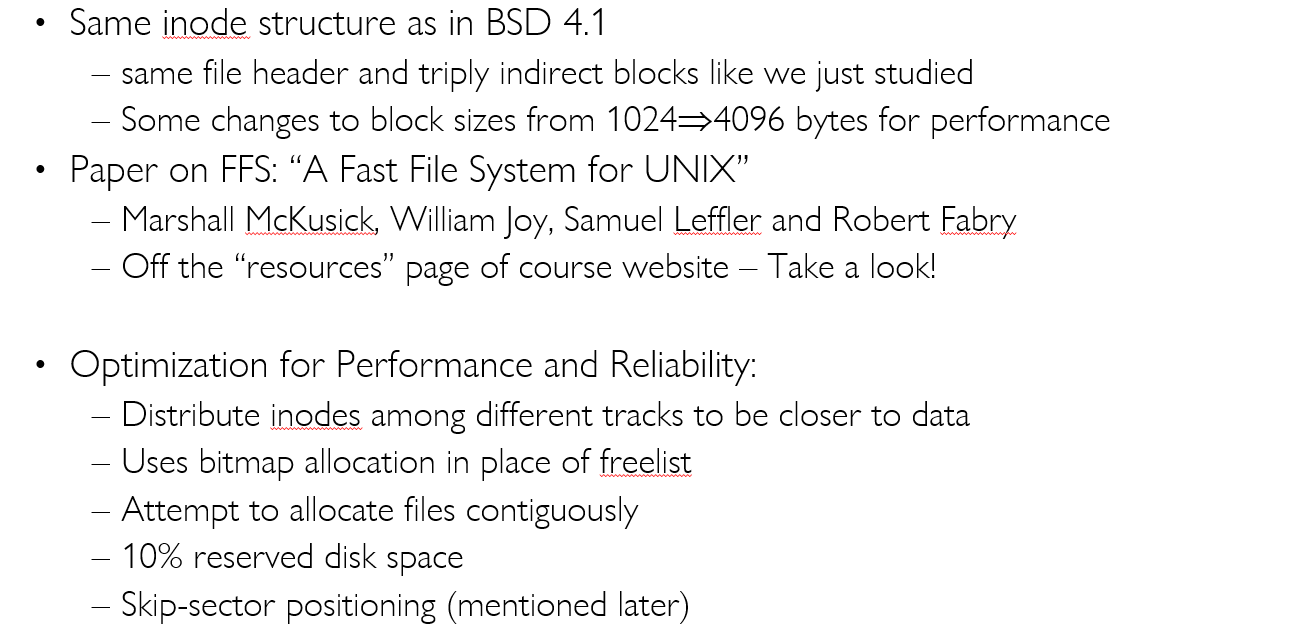 • Same inode structure as in BSD 4.1
– same file header and triply indirect blocks like we just studied
– Some changes to block sizes from 1024⇒4096 bytes for performance
• Paper on FFS: “A Fast File System for UNIX”
– Marshall McKusick, William Joy, Samuel Leffler and Robert Fabry
– Off the “resources” page of course website – Take a look!
• Optimization for Performance and Reliability:
– Distribute inodes among different tracks to be closer to data
– Uses bitmap allocation in place of freelist
– Attempt to allocate files contiguously
– 10% reserved disk space
– Skip-sector positioning (mentioned later)